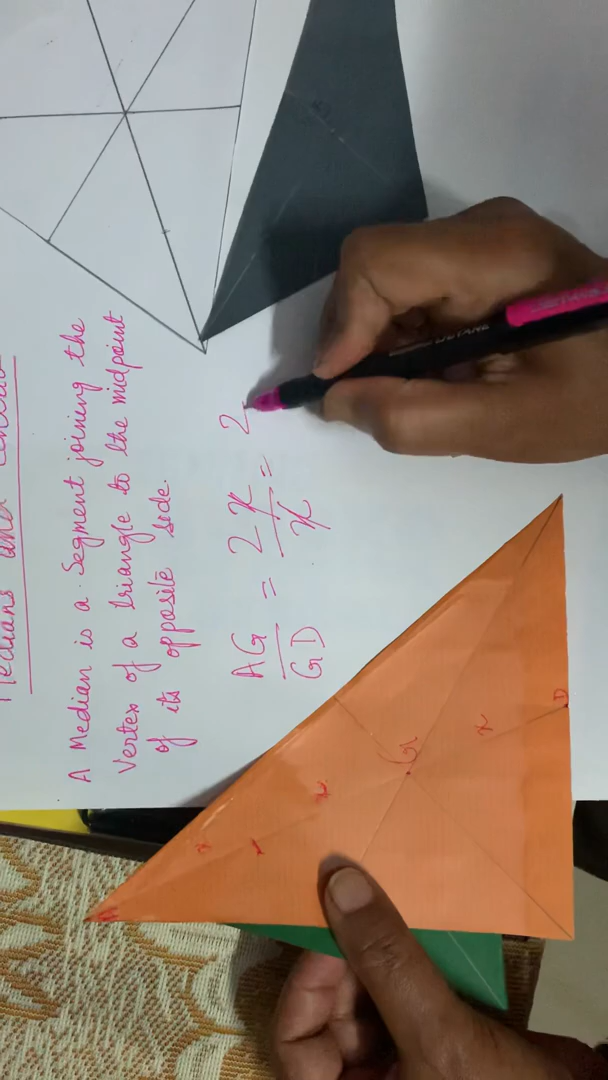 Medians and
A Median is a Segment joining the
Vertex of a triangle to the midpoint
of its opposite side.
AG/GD = 2x/x = 2
A
x
x
G
x
D